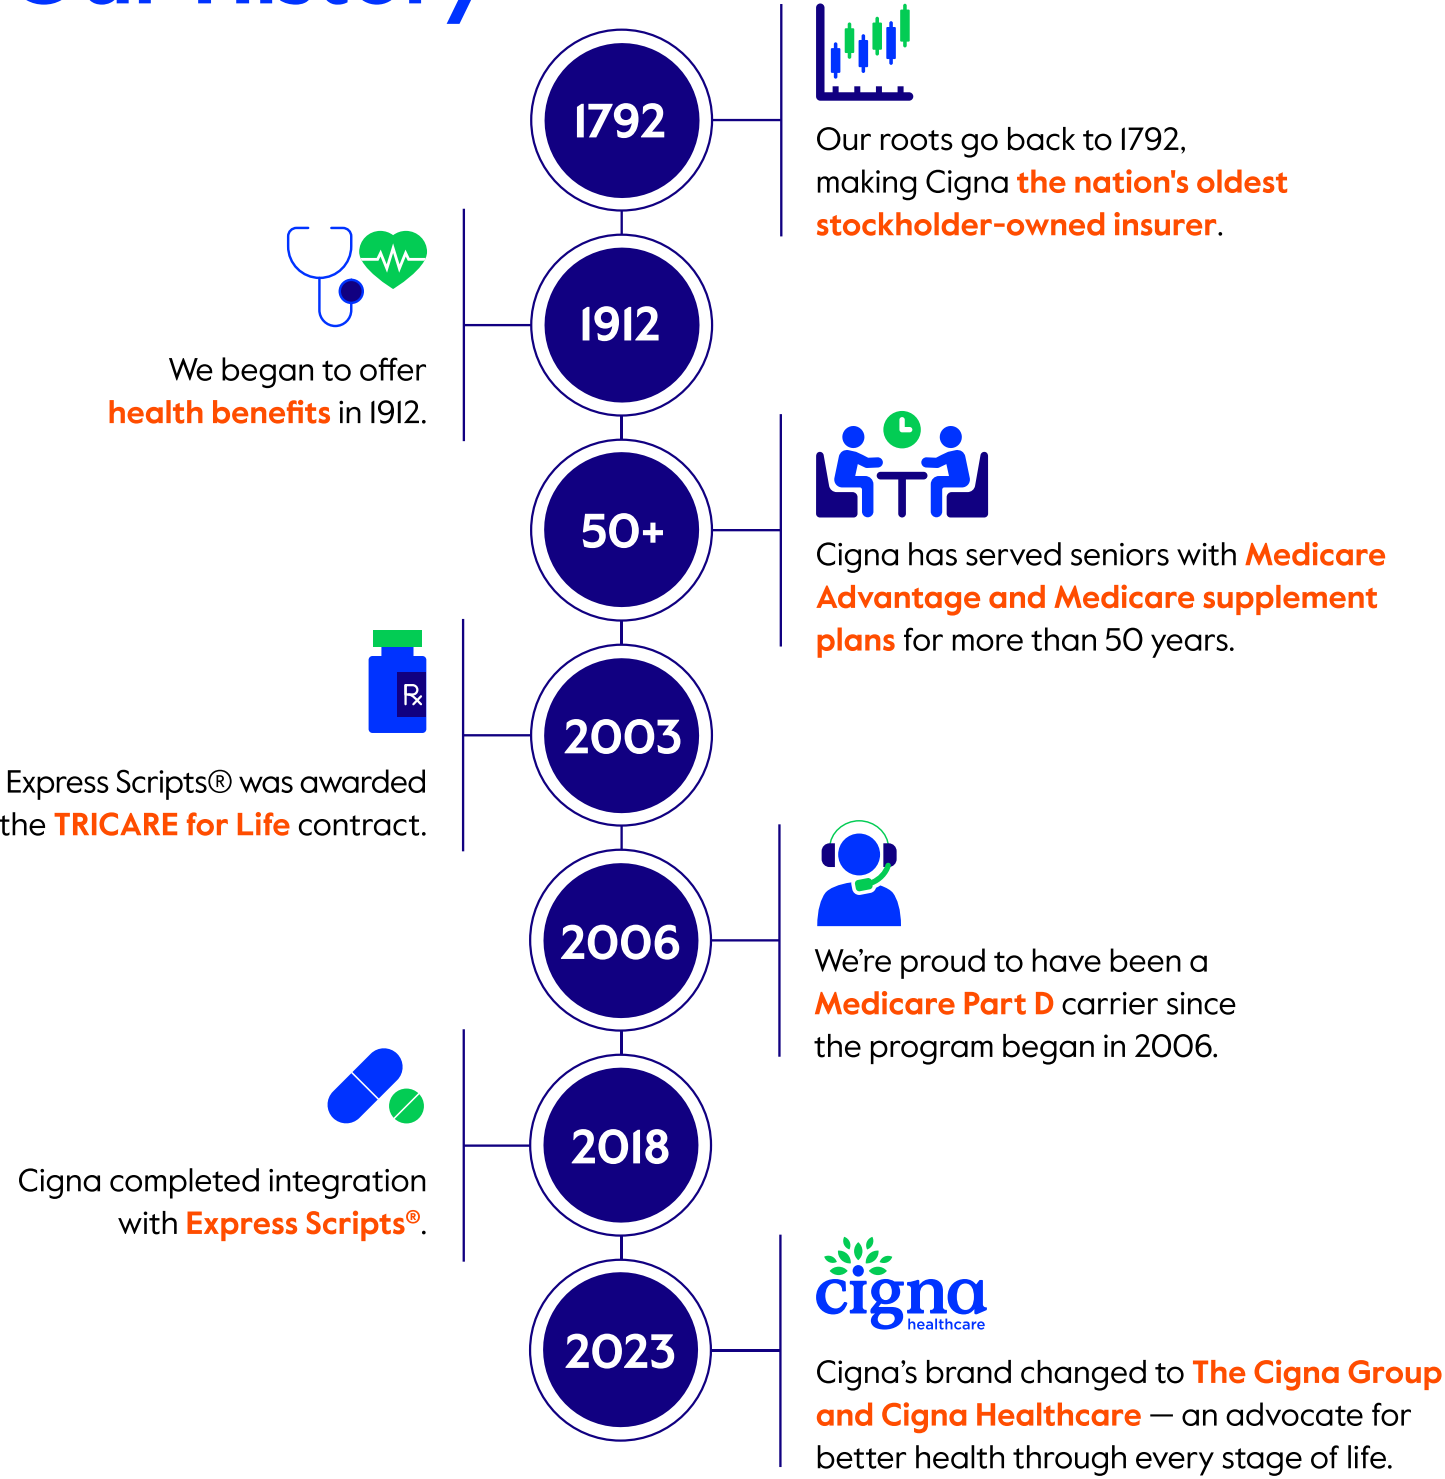 Our History
1792
Our roots go back to 1792,
making Cigna the nation's oldest
stockholder-owned insurer.
1912
We began to offer
health benefits in 1912.
50+
Cigna has served seniors with Medicare
Advantage and Medicare supplement
plans for more than 50 years.
2003
Rx
Express Scripts® was awarded
the TRICARE for Life contract.
2006
We’re proud to have been a
Medicare Part D carrier since
the program began in 2006.
2018
Cigna completed integration
with Express Scripts®.
2023
cigna
healthcare
Cigna’s brand changed to The Cigna Group
and Cigna Healthcare — an advocate for
better health through every stage of life.